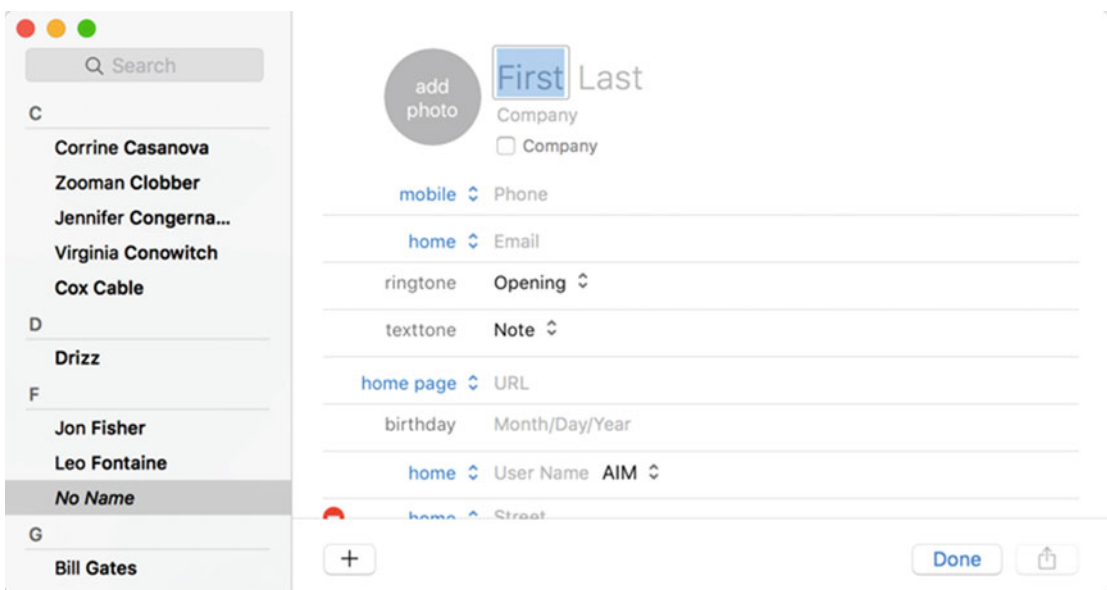 Search
C
Corrine Casanova
Zooman Clobber
Jennifer Congerna...
Virginia Conowitch
Cox Cable
D
Drizz
F
Jon Fisher
Leo Fontaine
No Name
G
Bill Gates
add
photo
First Last
Company
Company
mobile Phone
home Email
ringtone Opening
texttone Note
home page URL
birthday Month/Day/Year
home User Name AIM
home Street
Done